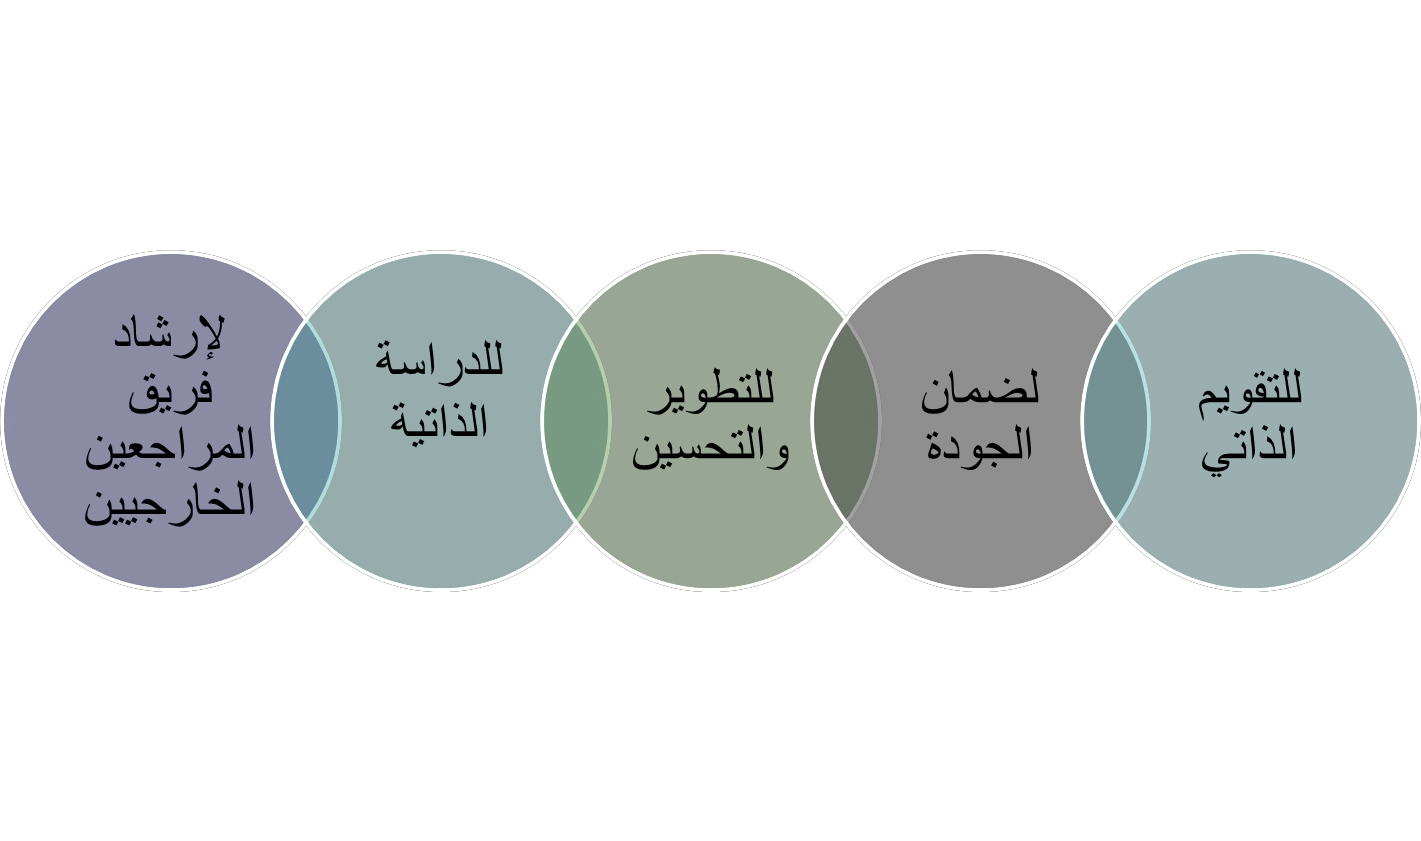 للتقويم
الذاتي
لضمان
الجودة
للتطوير
والتحسين
للدراسة
الذاتية
لإرشاد
فريق
المراجعين
الخارجيين